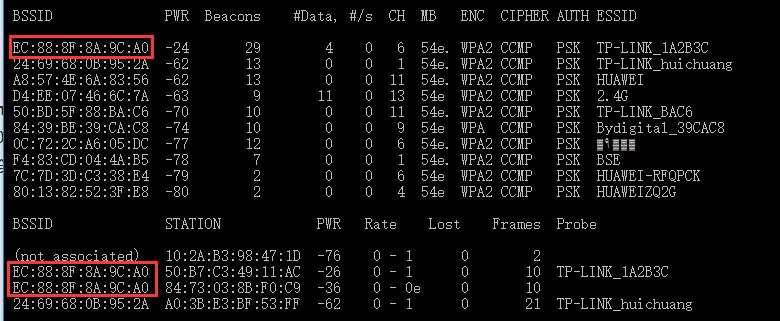 BSSID PWR Beacons #Data, #/s CH MB ENC CIPHER AUTH ESSID
EC:88:8F:8A:9C:A0 -24 29 4 0 6 54e. WPA2 CCMP PSK TP-LINK_1A2B3C
24:69:68:0B:95:2A -62 13 0 0 1 54e. WPA2 CCMP PSK TP-LINK_huichuang
A8:57:4E:6A:83:56 -62 13 0 0 11 54e. WPA2 CCMP PSK HUAWEI
D4:EE:07:46:6C:7A -63 9 11 0 13 54e. WPA2 CCMP PSK 2.4G
50:BD:5F:88:BA:C6 -70 10 0 0 11 54e. WPA2 CCMP PSK TP-LINK_BAC6
84:39:BE:39:CA:C8 -74 10 0 0 9 54e. WPA CCMP PSK Bydigital_39CAC8
0C:72:2C:A6:05:DC -77 12 0 0 6 54e. WPA2 CCMP PSK
F4:83:CD:04:4A:B5 -78 7 0 0 1 54e. WPA2 CCMP PSK BSE
7C:7D:3D:C3:38:E4 -79 2 0 0 6 54e WPA2 CCMP PSK HUAWEI-RFQPCK
80:13:82:52:3F:E8 -80 2 0 0 4 54e WPA2 CCMP PSK HUAWEIZQ2G
BSSID STATION PWR Rate Lost Frames Probe
(not associated) 10:2A:B3:98:47:1D -76 0 - 1 0 2
EC:88:8F:8A:9C:A0 50:B7:C3:49:11:AC -26 0 - 1 0 10 TP-LINK_1A2B3C
EC:88:8F:8A:9C:A0 84:73:03:8B:F0:C9 -36 0 - 0e 0 10
24:69:68:0B:95:2A A0:3B:E3:BF:53:FF -62 0 - 1 0 21 TP-LINK_huichuang